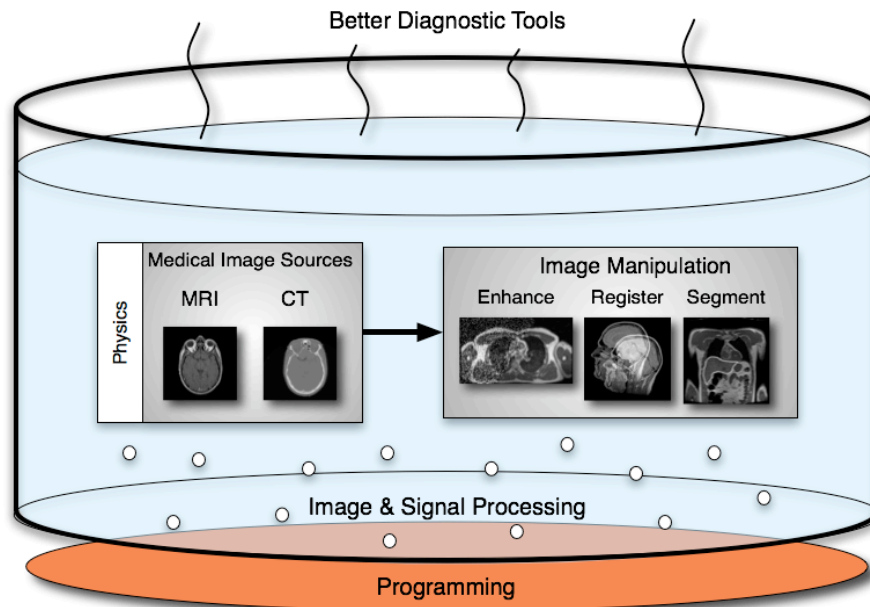 Better Diagnostic Tools
Physics
Medical Image Sources
MRI CT
Image Manipulation
Enhance Register Segment
Image & Signal Processing
Programming